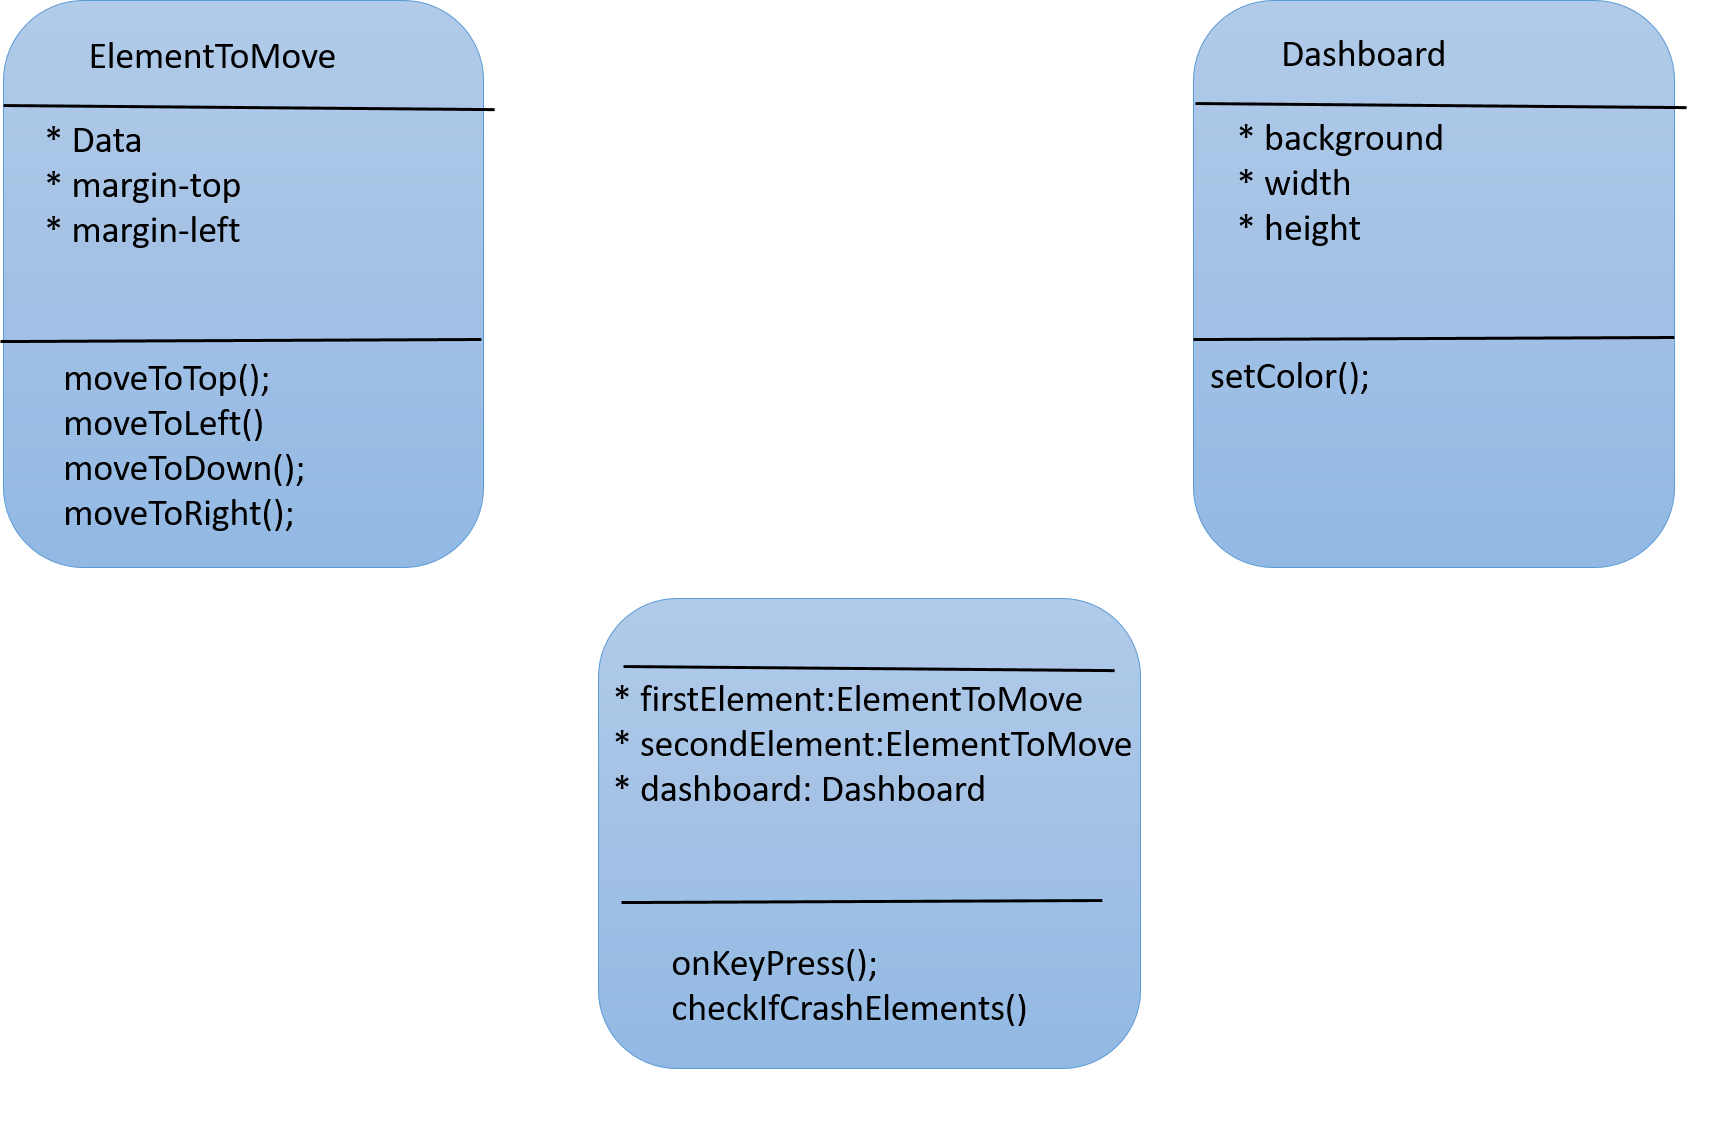 ElementToMove
* Data
* margin-top
* margin-left
moveToTop();
moveToLeft()
moveToDown();
moveToRight();
Dashboard
* background
* width
* height
setColor();
* firstElement:ElementToMove
* secondElement:ElementToMove
* dashboard: Dashboard
onKeyPress();
checkIfCrashElements()